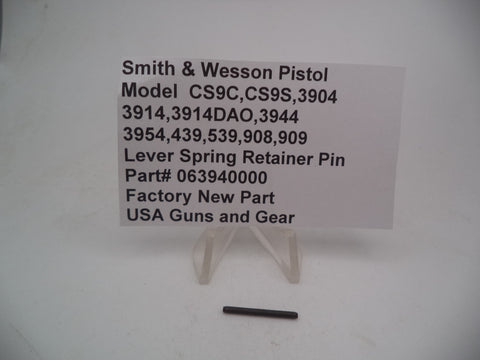 Smith & Wesson Pistol
Model CS9C,CS9S,3904
3914,3914DAO,3944
3954,439,539,908,909
Lever Spring Retainer Pin
Part# 063940000
Factory New Part
USA Guns and Gear